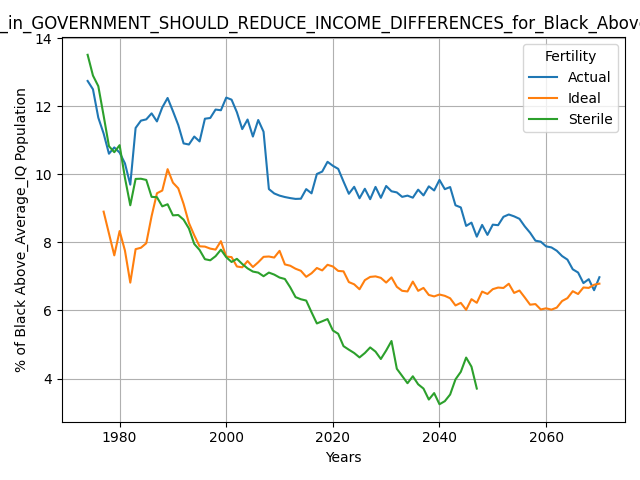 _in_GOVERNMENT_SHOULD_REDUCE_INCOME_DIFFERENCES_for_Black_Above
% of Black Above_Average_IQ Population
14
12
10
8
6
4
Fertility
Actual
Ideal
Sterile
1980 2000 2020 2040 2060
Years